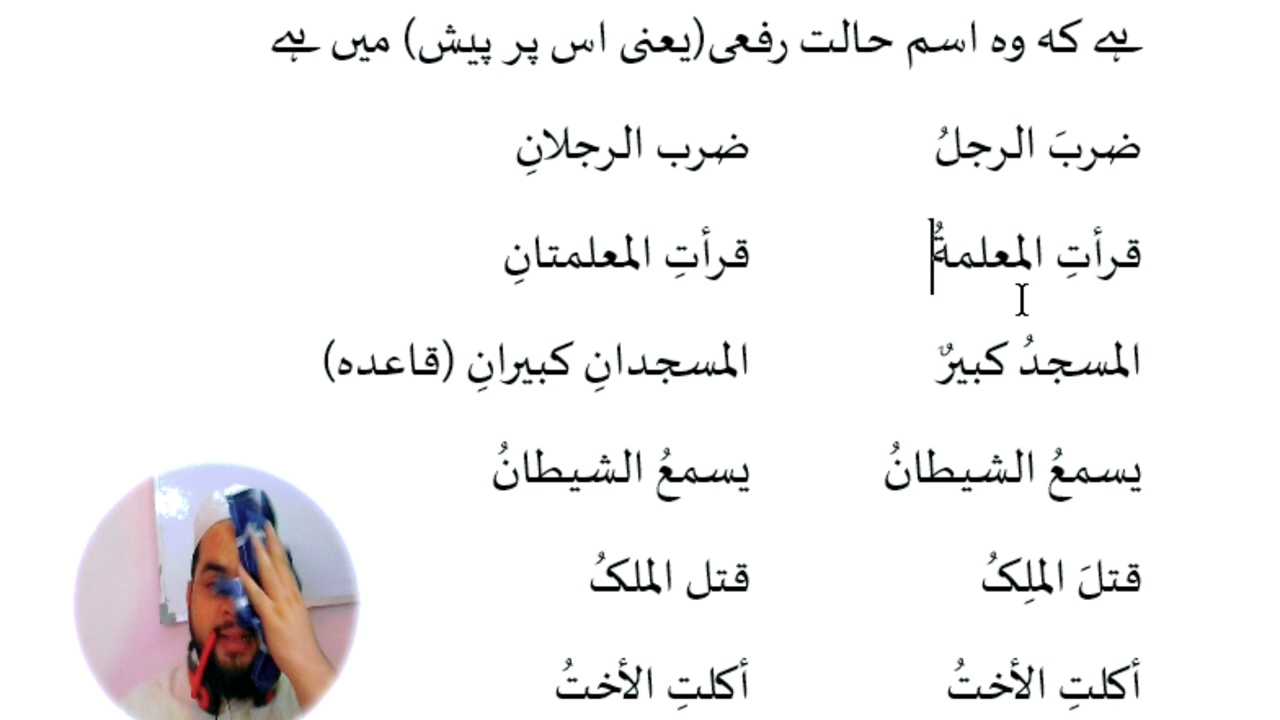 ہے کہ وہ اسم حالت رفعی(یعنی اس پر پیش) میں ہے
ضربَ الرجلُ ضرب الرجلانِ
قرأتِ المعلمةُ قرأتِ المعلمتانِ
المسجدُ كبيرٌ المسجدانِ كبيرانِ (قاعدہ)
يسمعُ الشيطانُ يسمعُ الشيطانُ
قتلَ الملِکُ قتل الملکُ
أكلتِ الأختُ أكلتِ الأختُ